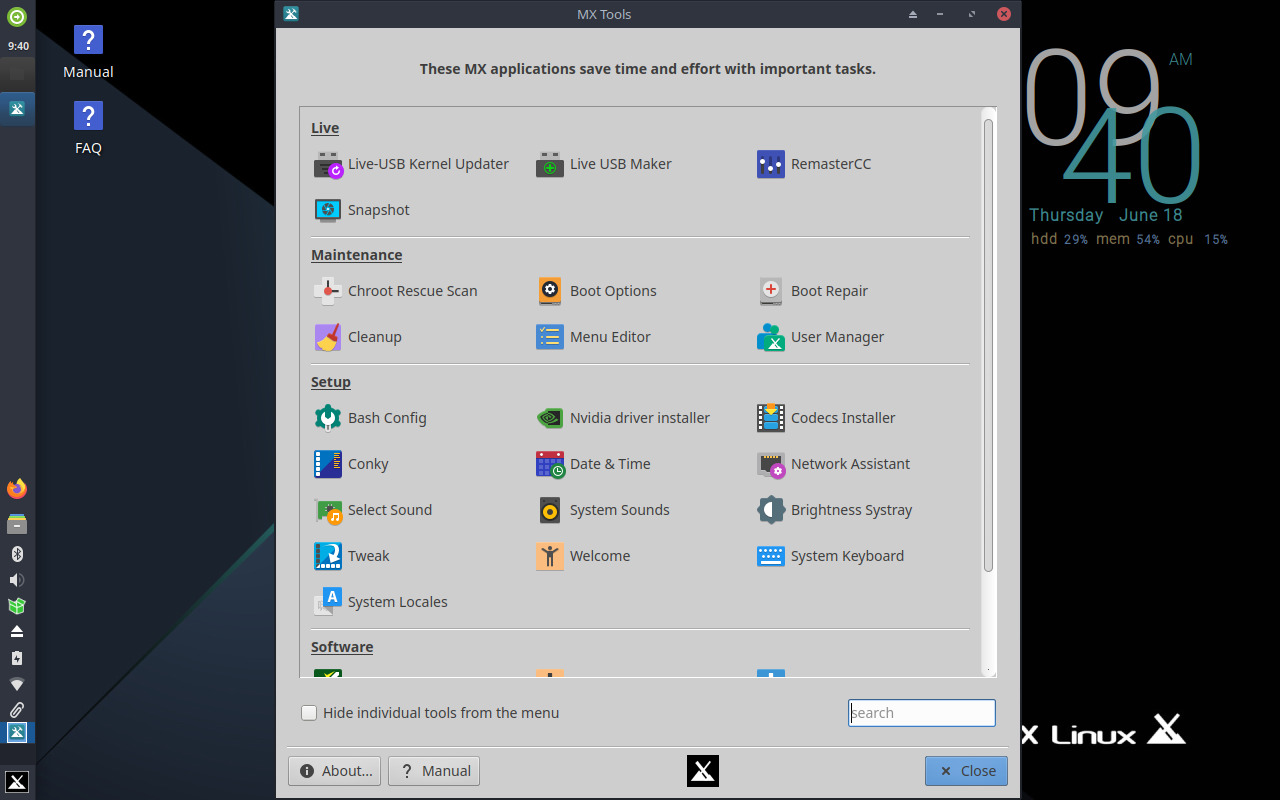 MX Tools
9:40
Manual
FAQ
These MX applications save time and effort with important tasks.
Live
Live-USB Kernel Updater Live USB Maker RemasterCC
Snapshot
Maintenance
Chroot Rescue Scan Boot Options Boot Repair
Cleanup Menu Editor User Manager
Setup
Bash Config Nvidia driver installer Codecs Installer
Conky Date & Time Network Assistant
Select Sound System Sounds Brightness Systray
Tweak Welcome System Keyboard
System Locales
Software
Hide individual tools from the menu search
About... ? Manual Close
09 AM
40
Thursday June 18
hdd 29% mem 54% cpu 15%
X Linux